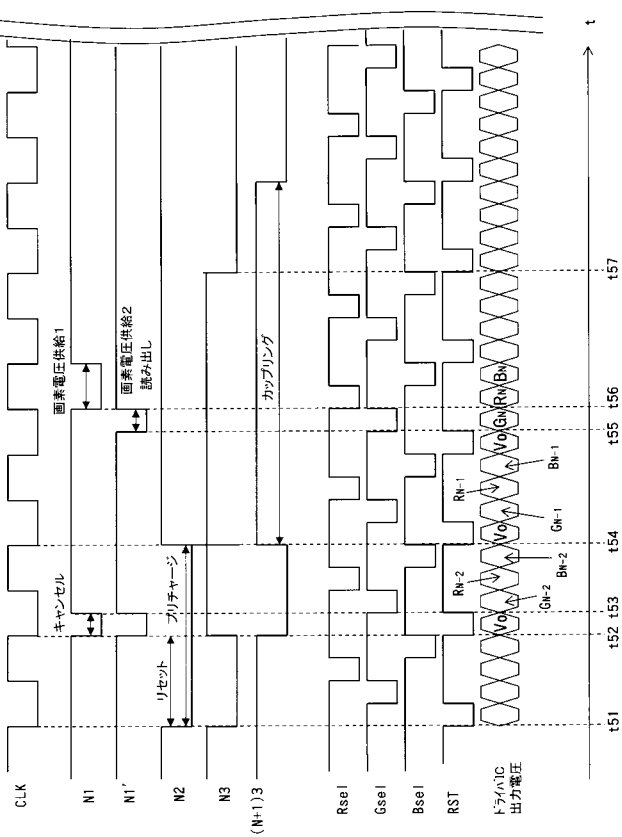 CLK
画素電圧供給1
キャンセル
N1
画素電圧供給2
読み出し
N1'
プリチャージ
リセット
N2
N3
カップリング
(N+1)3
Rsel
Gsel
Bsel
RST
ドライバIC
出力電圧
Vo Vo Vo GN RN BN
RN-2
RN-1
GN-2
BN-2
GN-1
BN-1
t
t51
t52
t53
t54
t55
t56
t57